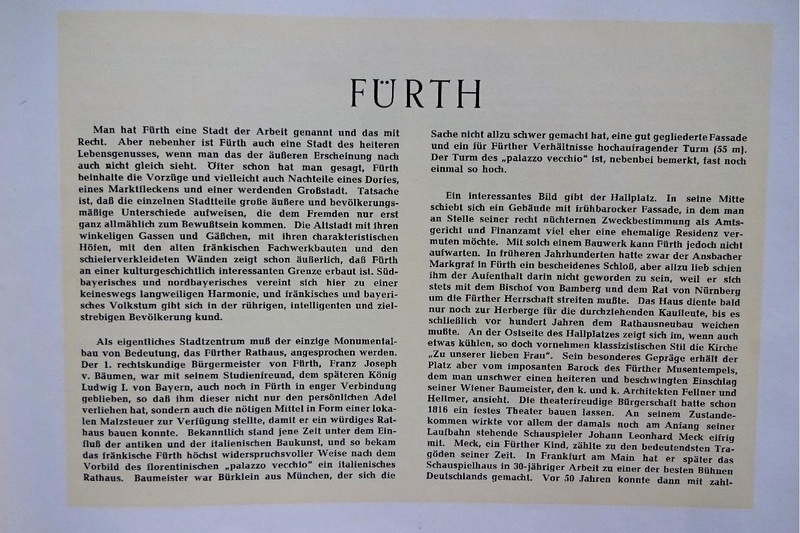 FÜRTH
Man hat Fürth eine Stadt der Arbeit genannt und das mit
Recht. Aber nebenher ist Fürth auch eine Stadt des heiteren
Lebensgenusses, wenn man das der äußeren Erscheinung nach
auch nicht gleich sieht. Öfter schon hat man gesagt, Fürth
beinhalte die Vorzüge und vielleicht auch Nachteile eines Dorfes,
eines Marktfleckens und einer werdenden Großstadt. Tatsache
ist, daß die einzelnen Stadtteile große äußere und bevölkerungs-
mäßige Unterschiede aufweisen, die dem Fremden nur erst
ganz allmählich zum Bewußtsein kommen. Die Altstadt mit ihren
winkeligen Gassen und Gäßchen, mit ihren charakteristischen
Höfen, mit den alten fränkischen Fachwerkbauten und den
schieferverkleideten Wänden zeigt schon äußerlich, daß Fürth
an einer kulturgeschichtlich interessanten Grenze erbaut ist. Süd-
bayerisches und nordbayerisches vereint sich hier zu einer
keineswegs langweiligen Harmonie, und fränkisches und bayeri-
sches Volkstum gibt sich in der rührigen, intelligenten und ziel-
strebigen Bevölkerung kund.
Als eigentliches Stadtzentrum muß der einzige Monumental-
bau von Bedeutung, das Fürther Rathaus, angesprochen werden.
Der 1. rechtskundige Bürgermeister von Fürth, Franz Joseph
v. Bäumen, war mit seinem Studienfreund, dem späteren König
Ludwig I. von Bayern, auch noch in Fürth in enger Verbindung
geblieben, so daß ihm dieser nicht nur den persönlichen Adel
verliehen hat, sondern auch die nötigen Mittel in Form einer loka-
len Malzsteuer zur Verfügung stellte, damit er ein würdiges Rat-
haus bauen konnte. Bekanntlich stand jene Zeit unter dem Ein-
fluß der antiken und der italienischen Baukunst, und so bekam
das fränkische Fürth höchst widerspruchsvoller Weise nach dem
Vorbild des florentinischen „palazzo vecchio" ein italienisches
Rathaus. Baumeister war Bürklein aus München, der sich die
Sache nicht allzu schwer gemacht hat, eine gut gegliederte Fassade
und ein für Fürther Verhältnisse hochaufragender Turm (55 m).
Der Turm des „palazzo vecchio" ist, nebenbei bemerkt, fast noch
einmal so hoch.
Ein interessantes Bild gibt der Hallplatz. In seine Mitte
schiebt sich ein Gebäude mit frühbarocker Fassade, in dem man
an Stelle seiner recht nüchternen Zweckbestimmung als Amts-
gericht und Finanzamt viel eher eine ehemalige Residenz ver-
muten möchte. Mit solch einem Bauwerk kann Fürth jedoch nicht
aufwarten. In früheren Jahrhunderten hatte zwar der Ansbacher
Markgraf in Fürth ein bescheidenes Schloß, aber allzu lieb schien
ihm der Aufenthalt darin nicht geworden zu sein, weil er sich
stets mit dem Bischof von Bamberg und dem Rat von Nürnberg
um die Fürther Herrschaft streiten mußte. Das Haus diente bald
nur noch zur Herberge für die durchziehenden Kaufleute, bis es
schließlich vor hundert Jahren dem Rathausneubau weichen
mußte. An der Ostseite des Hallplatzes zeigt sich im, wenn auch
etwas kühlen, so doch vornehmen klassizistischen Stil die Kirche
„Zu unserer lieben Frau". Sein besonderes Gepräge erhält der
Platz aber vom imposanten Barock des Fürther Musentempels,
dem man unschwer einen heiteren und beschwingten Einschlag
seiner Wiener Baumeister, den k. und k. Architekten Fellner und
Hellmer, ansieht. Die theaterfreudige Bürgerschaft hatte schon
1816 ein festes Theater bauen lassen. An seinem Zustande-
kommen wirkte vor allem der damals noch am Anfang seiner
Laufbahn stehende Schauspieler Johann Leonhard Meck eifrig
mit. Meck, ein Fürther Kind, zählte zu den bedeutendsten Tra-
göden seiner Zeit. In Frankfurt am Main hat er später das
Schauspielhaus in 30-jähriger Arbeit zu einer der besten Bühnen
Deutschlands gemacht. Vor 50 Jahren konnte dann mit zahl-